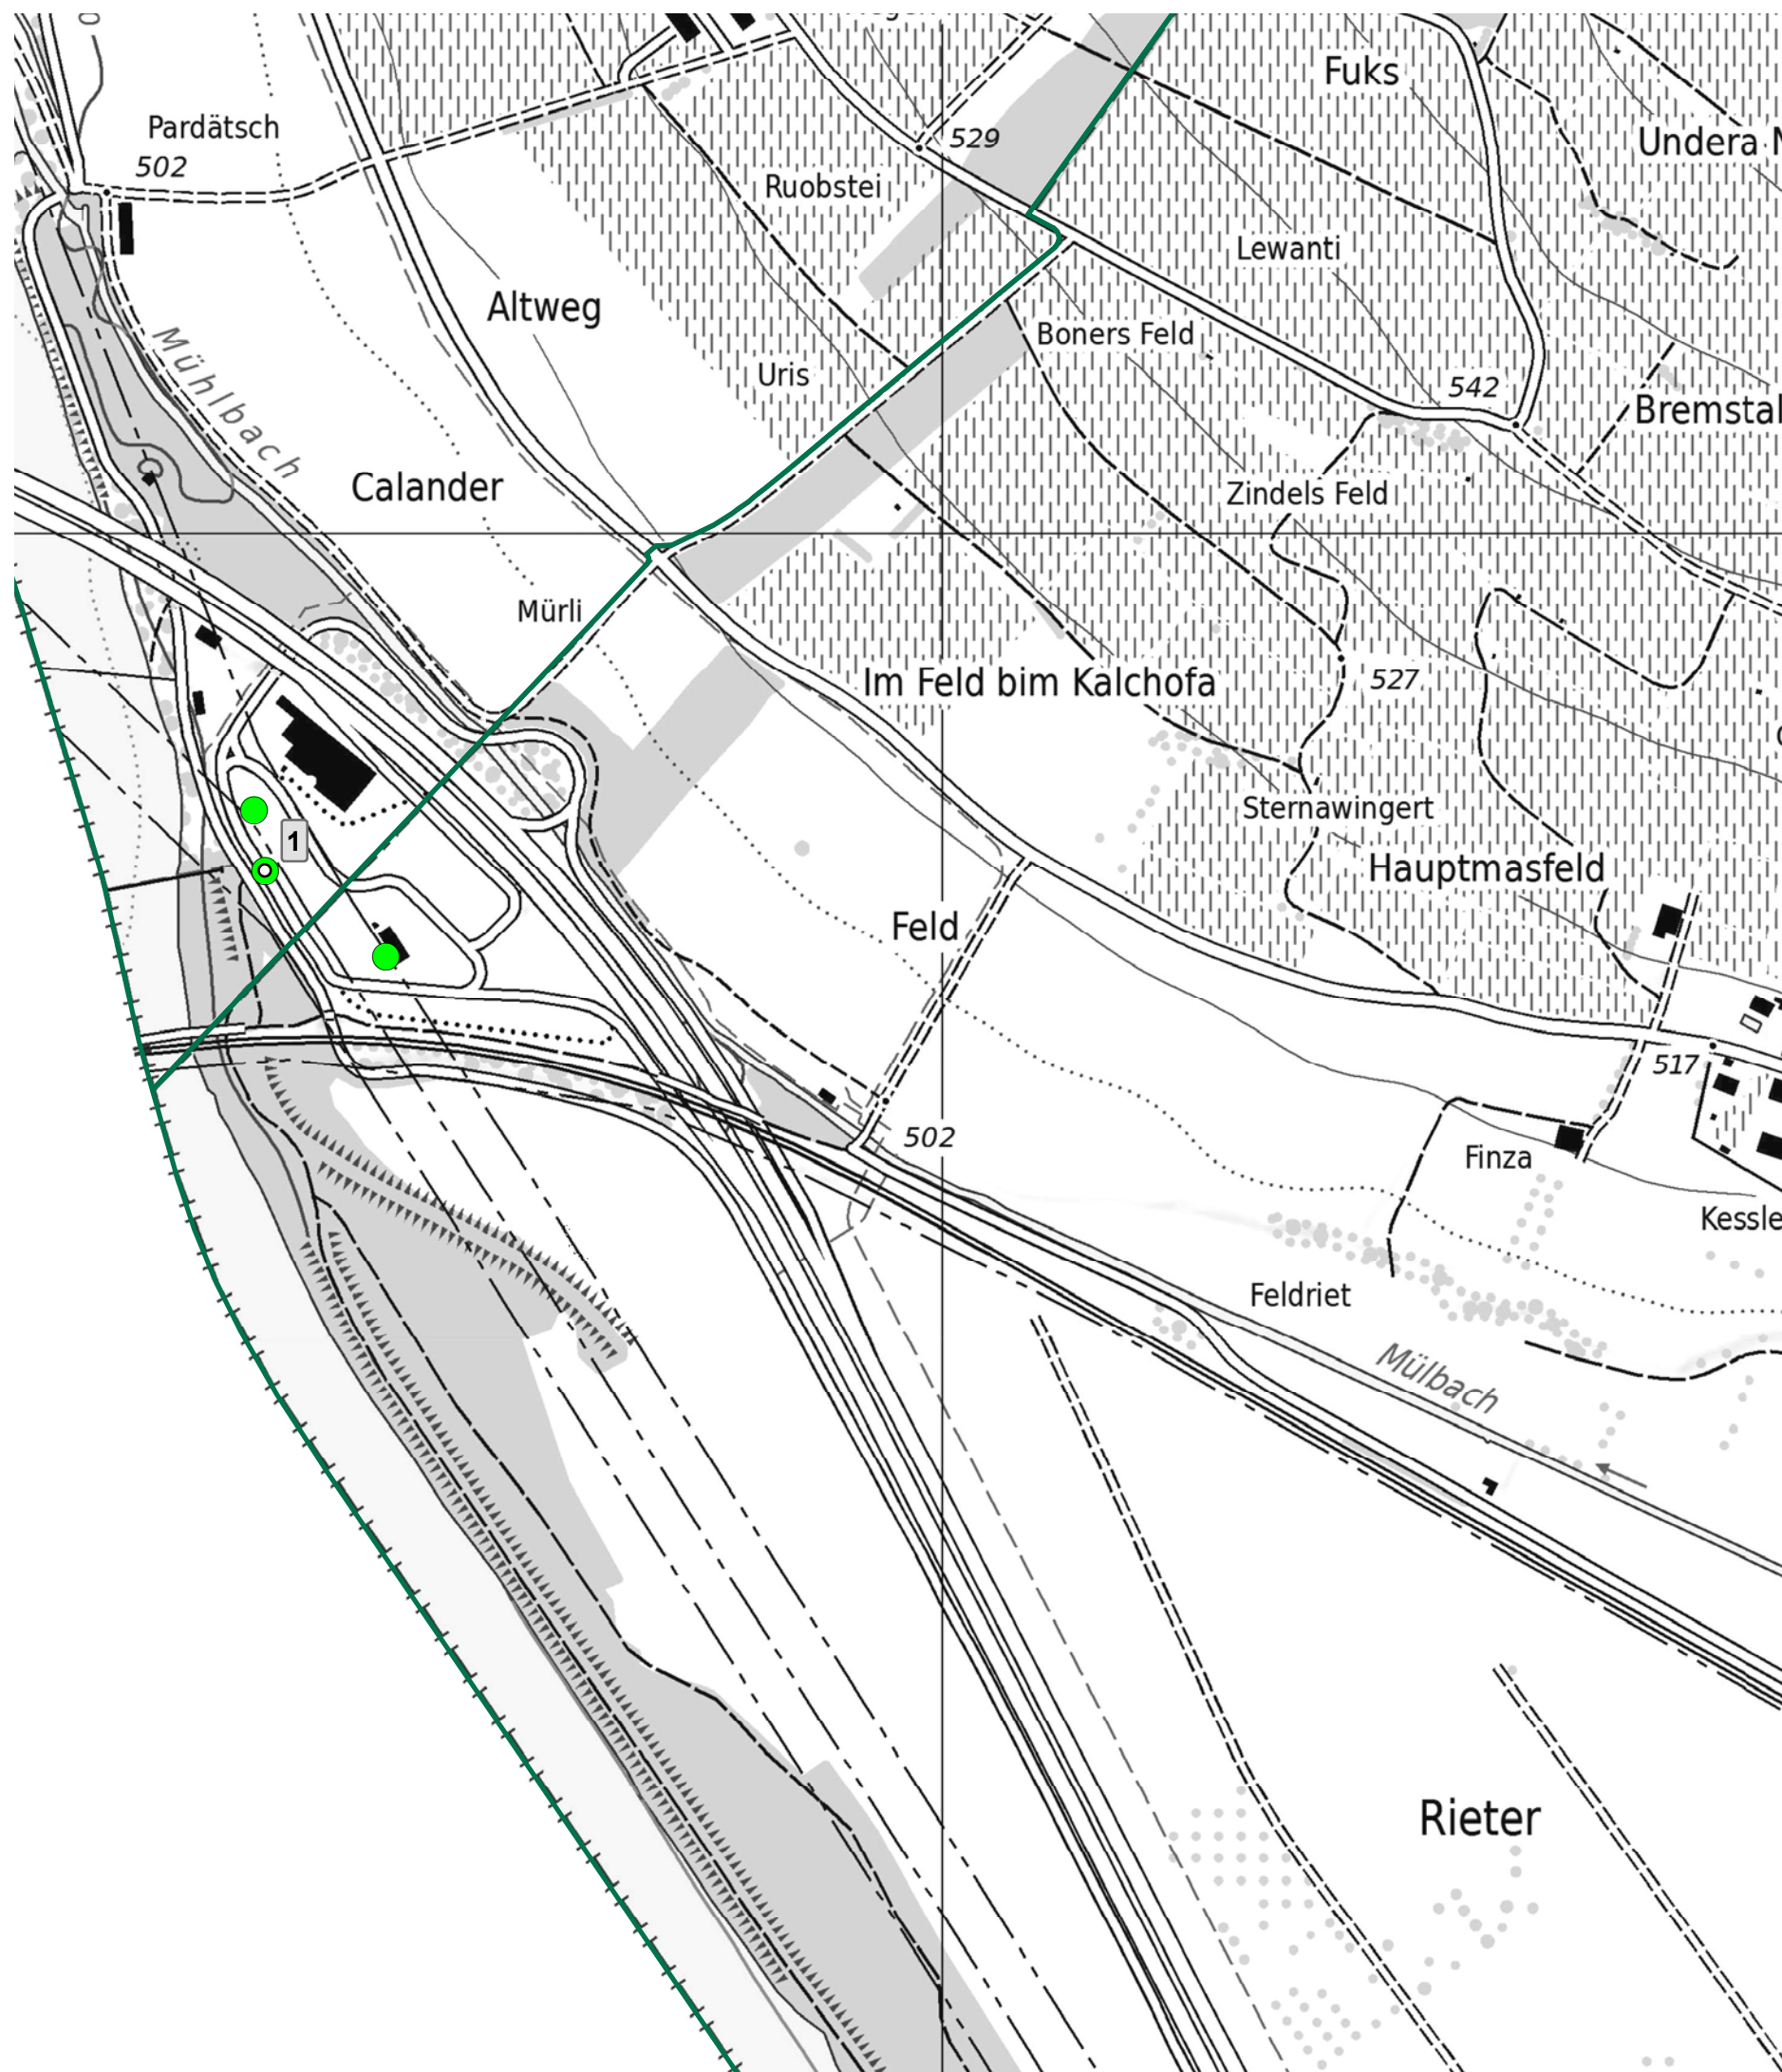 Fuks
Pardätsch
502
529
Undera
Ruobstei
Lewanti
Altweg
Boners Feld
Mühlbach
Uris
542
Bremstal
Calander
Zindels Feld
Mürli
Im Feld bim Kalchofa
527
Sternawingert
1
Hauptmasfeld
Feld
517
502
Finza
Kessle
Feldriet
Mülbach
Rieter